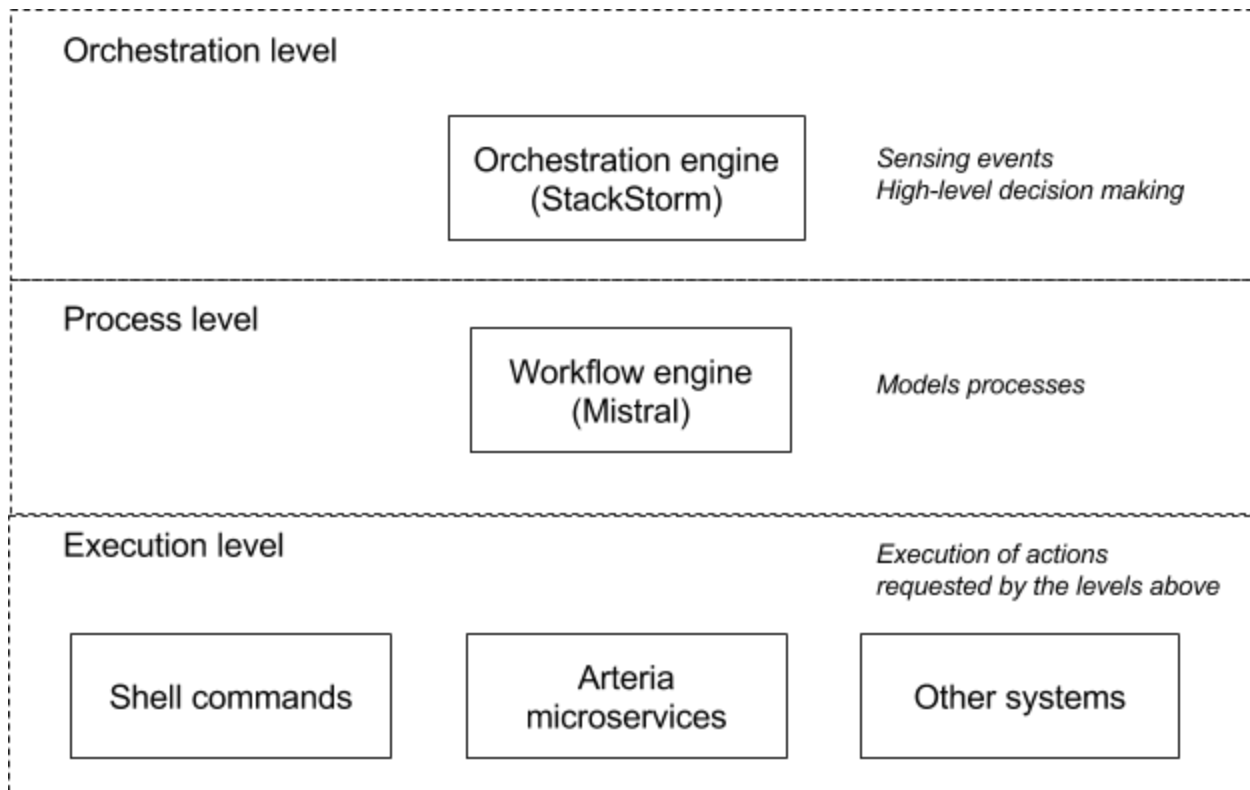 Orchestration level
Orchestration engine
(StackStorm)
Sensing events
High-level decision making
Process level
Workflow engine
(Mistral)
Models processes
Execution level
Execution of actions
requested by the levels above
Shell commands
Arteria
microservices
Other systems